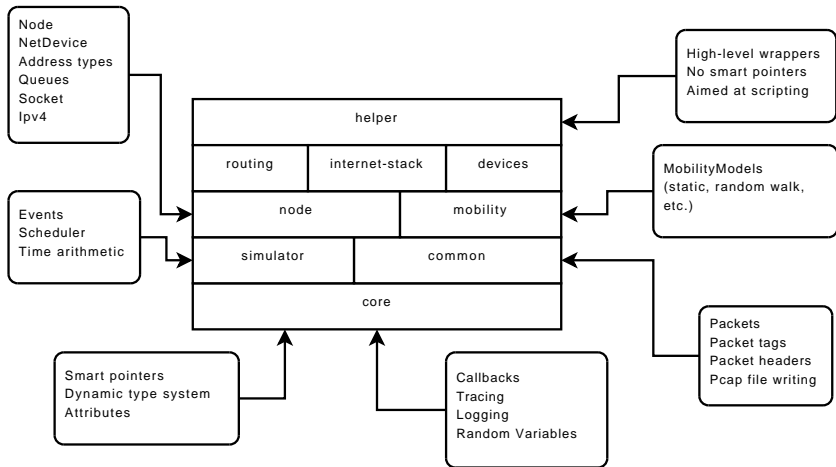 Node
NetDevice
Address types
Queues
Socket
Ipv4
High-level wrappers
No smart pointers
Aimed at scripting
helper
routing
internet-stack
devices
MobilityModels
(static, random walk,
etc.)
node
mobility
Events
Scheduler
Time arithmetic
simulator
common
core
Packets
Packet tags
Packet headers
Pcap file writing
Smart pointers
Dynamic type system
Attributes
Callbacks
Tracing
Logging
Random Variables